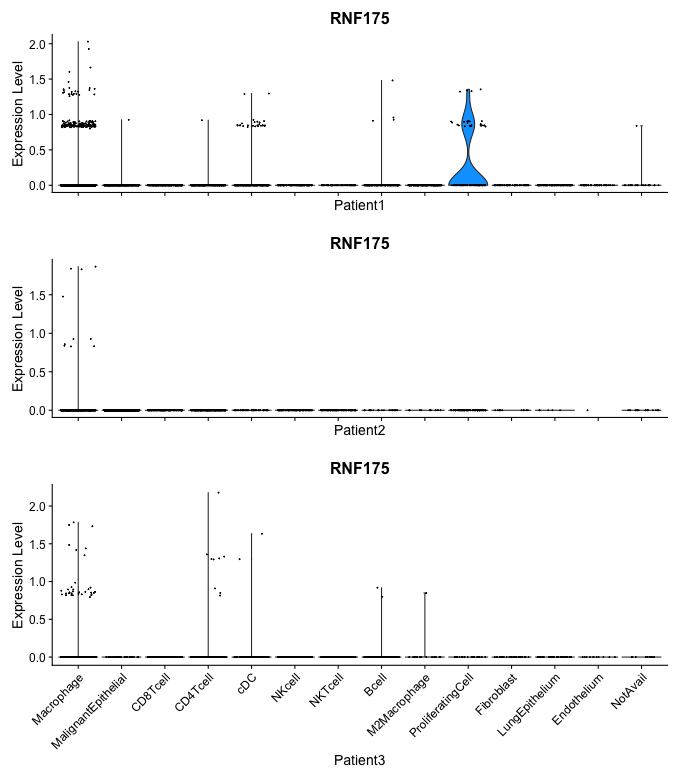 RNF175
Expression Level
2.0
1.5
1.0
0.5
0.0
Patient1
RNF175
Expression Level
1.5
1.0
0.5
0.0
Patient2
RNF175
Expression Level
2.0
1.5
1.0
0.5
0.0
Macrophage
MalignantEpithelial
CD8Tcell
CD4Tcell
cDC
NKcell
NKTcell
Bcell
M2Macrophage
ProliferatingCell
Fibroblast
LungEpithelium
Endothelium
NotAvail
Patient3